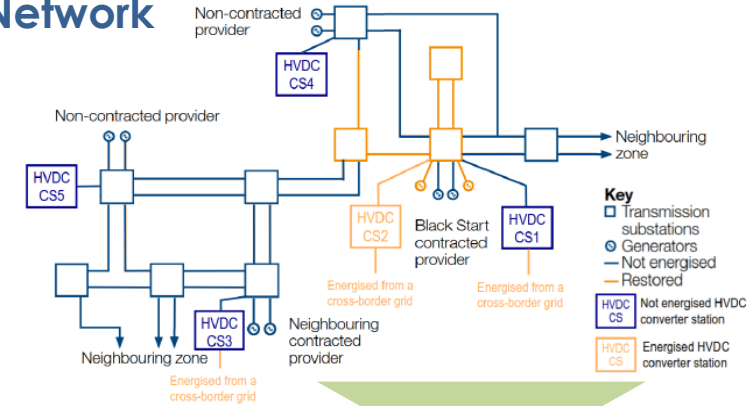 Network
Non-contracted
provider
HVDC
CS4
Non-contracted provider
HVDC
CS5
Neighbouring
zone
HVDC
CS2
Black Start
contracted
provider
HVDC
CS1
Energised from a
cross-border grid
Energised from a
cross-border grid
Key
Transmission
substations
Generators
Not energised
Restored
HVDC
CS
Not energised HVDC
converter station
HVDC
CS
Energised HVDC
converter station
HVDC
CS3
Neighbouring
contracted
provider
Neighbouring zone
Energised from a
cross-border grid